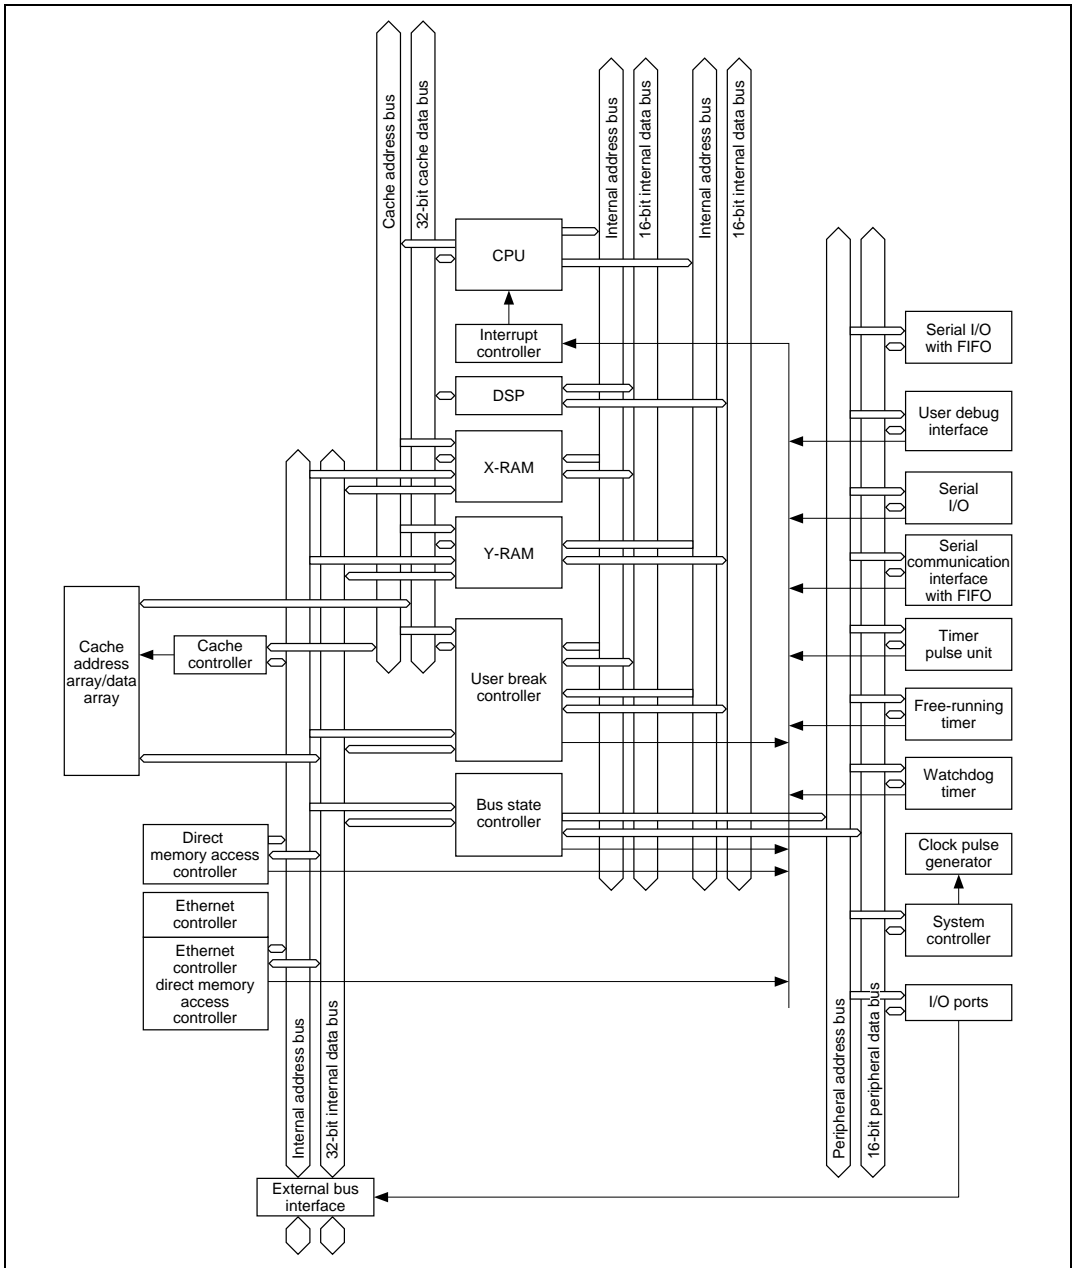 Cache address bus
32-bit cache data bus
Internal address bus
16-bit internal data bus
Internal address bus
16-bit internal data bus
CPU
Interrupt
controller
DSP
X-RAM
Y-RAM
User break
controller
Bus state
controller
Cache
address
array/data
array
Cache
controller
Direct
memory access
controller
Ethernet
controller
Ethernet
controller
direct memory
access
controller
Internal address bus
32-bit internal data bus
External bus
interface
Peripheral address bus
16-bit peripheral data bus
Serial I/O
with FIFO
User debug
interface
Serial
I/O
Serial
communication
interface
with FIFO
Timer
pulse unit
Free-running
timer
Watchdog
timer
Clock pulse
generator
System
controller
I/O ports